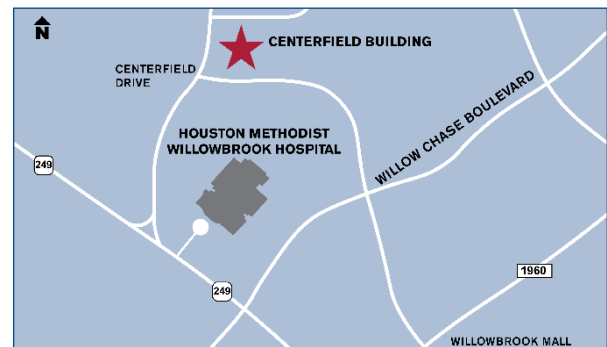 N
CENTERFIELD BUILDING
CENTERFIELD
DRIVE
HOUSTON METHODIST
WILLOWBROOK HOSPITAL
WILLOW CHASE BOULEVARD
249
1960
249
WILLOWBROOK MALL